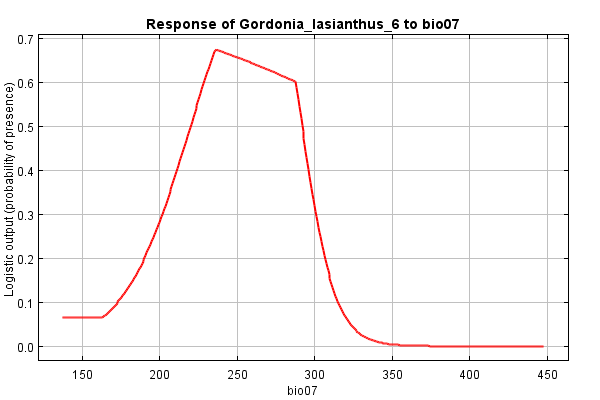 Response of Gordonia_lasianthus_6 to bio07
Logistic output (probability of presence)
0.7
0.6
0.5
0.4
0.3
0.2
0.1
0.0
150 200 250 300 350 400 450
bio07